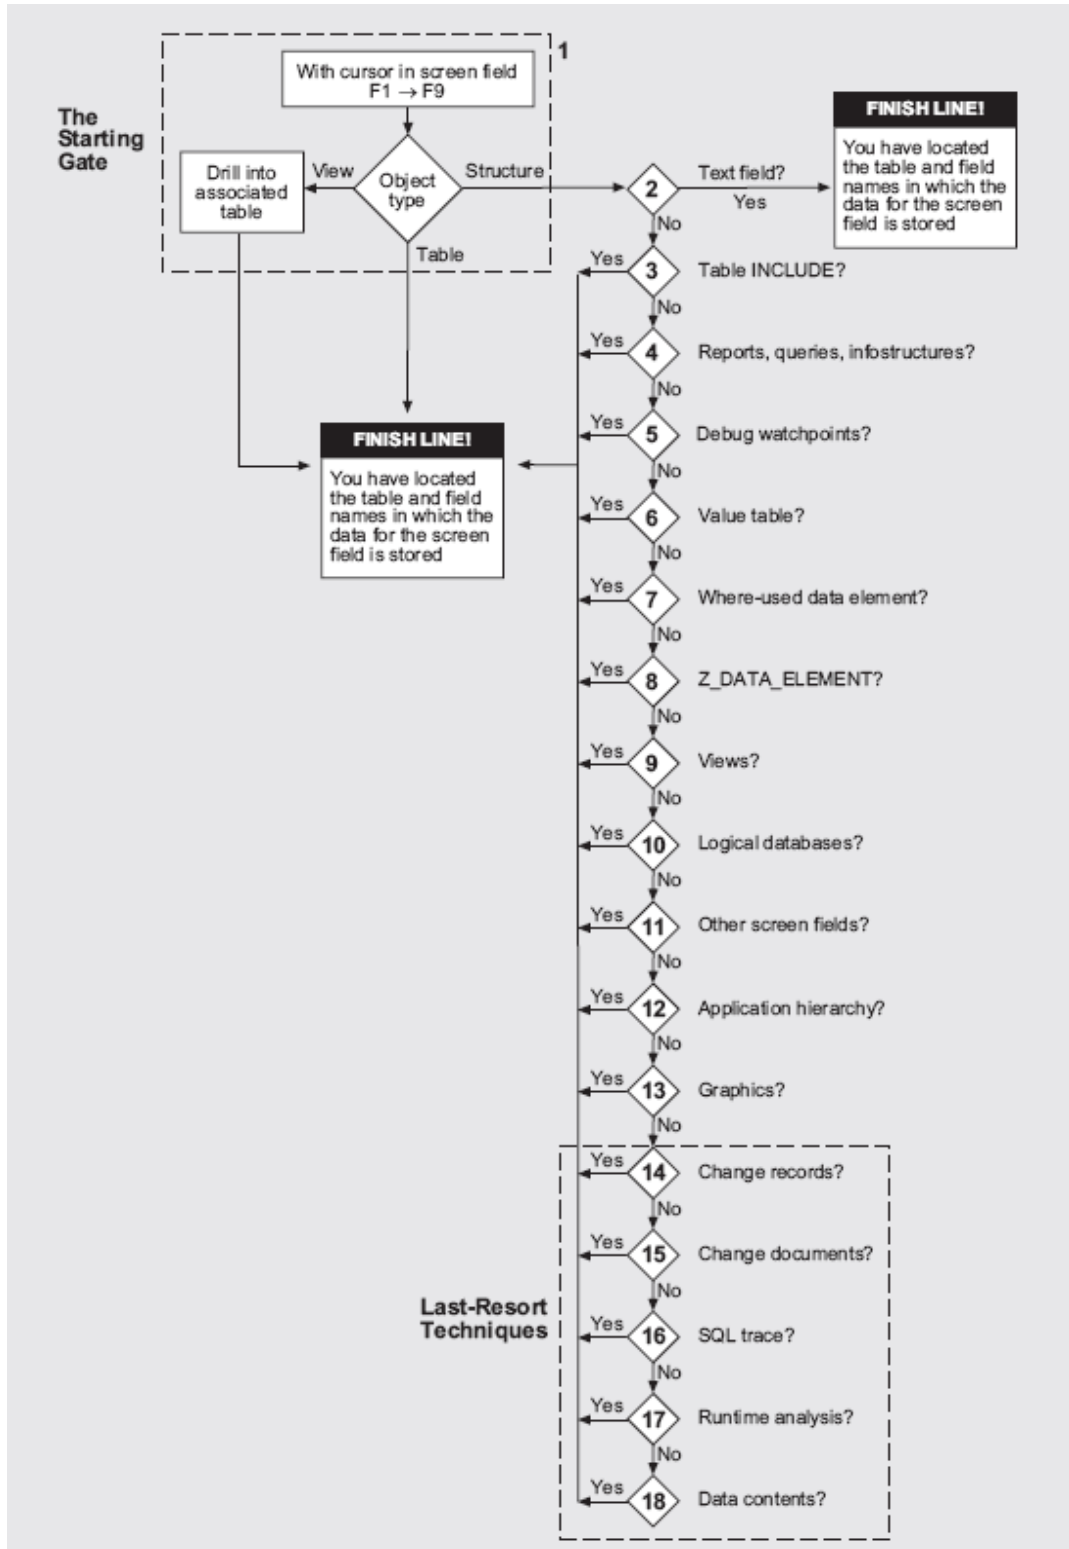 1
With cursor in screen field
F1 → F9
The
Starting
Gate
Drill into
associated
table
View
Object
type
Structure
Table
2
Text field?
Yes
No
FINISH LINE!
You have located
the table and field
names in which the
data for the screen
field is stored
Yes
3
Table INCLUDE?
No
Yes
4
Reports, queries, infostructures?
No
FINISH LINE!
You have located
the table and field
names in which the
data for the screen
field is stored
Yes
5
Debug watchpoints?
No
Yes
6
Value table?
No
Yes
7
Where-used data element?
No
Yes
8
Z_DATA_ELEMENT?
No
Yes
9
Views?
No
Yes
10
Logical databases?
No
Yes
11
Other screen fields?
No
Yes
12
Application hierarchy?
No
Yes
13
Graphics?
No
Last-Resort
Techniques
Yes
14
Change records?
No
Yes
15
Change documents?
No
Yes
16
SQL trace?
No
Yes
17
Runtime analysis?
No
Yes
18
Data contents?